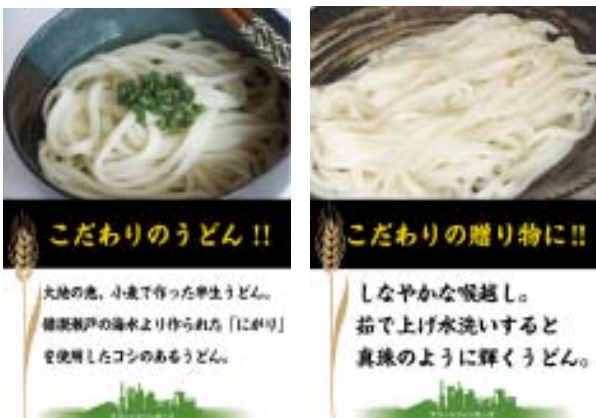 こだわりのうどん!!
大地の恵、小麦で作った半生うどん。
瀬戸の海水より作られた「にがり」
を使用したコシのあるうどん。
こだわりの贈り物に!!
しなやかな喉越し。
茹で上げ水洗いすると
真珠のように輝くうどん。